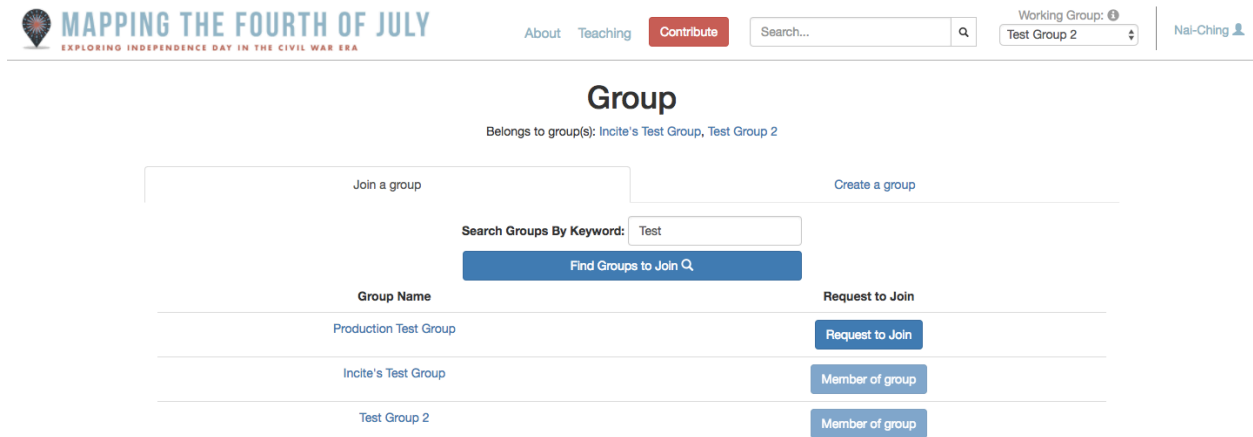 MAPPING THE FOURTH OF JULY
EXPLORING INDEPENDENCE DAY IN THE CIVIL WAR ERA
About Teaching Contribute Search... Working Group: Test Group 2 Nai-Ching
Group
Belongs to group(s): Incite's Test Group, Test Group 2
Join a group Create a group
Search Groups By Keyword: Test
Find Groups to Join
Group Name Request to Join
Production Test Group Request to Join
Incite's Test Group Member of group
Test Group 2 Member of group